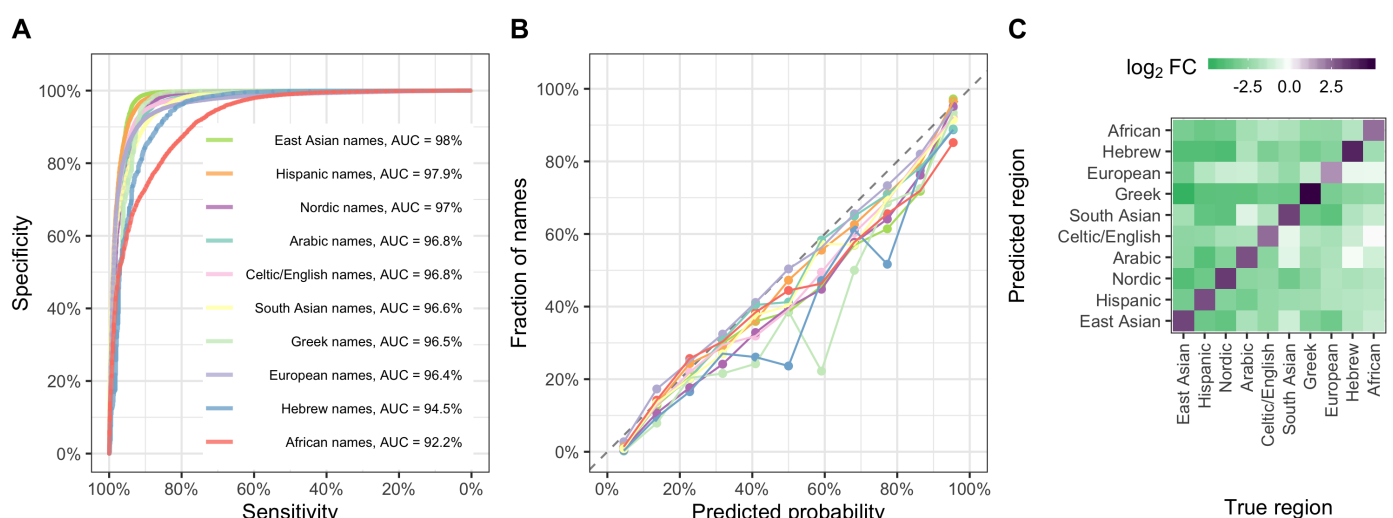 A
Specificity
100%
80%
60%
40%
20%
0%
East Asian names, AUC = 98%
Hispanic names, AUC = 97.9%
Nordic names, AUC = 97%
Arabic names, AUC = 96.8%
Celtic/English names, AUC = 96.8%
South Asian names, AUC = 96.6%
Greek names, AUC = 96.5%
European names, AUC = 96.4%
Hebrew names, AUC = 94.5%
African names, AUC = 92.2%
100% 80% 60% 40% 20% 0%
Sensitivity
B
Fraction of names
100%
80%
60%
40%
20%
0%
0% 20% 40% 60% 80% 100%
Predicted probability
C
log2 FC
-2.5 0.0 2.5
Predicted region
African
Hebrew
European
Greek
South Asian
Celtic/English
Arabic
Nordic
Hispanic
East Asian
East Asian
Hispanic
Nordic
Arabic
Celtic/English
South Asian
Greek
European
Hebrew
African
True region